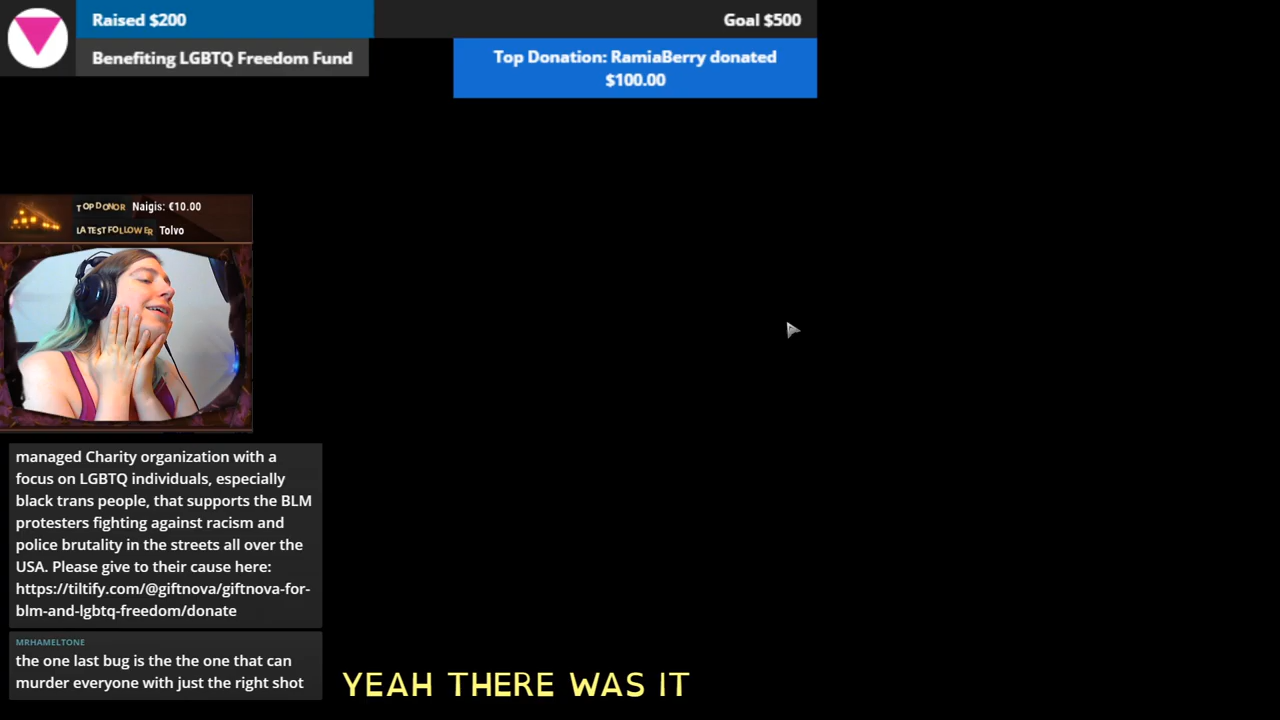 Raised $200
Goal $500
Benefiting LGBTQ Freedom Fund
Top Donation: RamiaBerry donated
$100.00
TOP DONOR Naigis: €10.00
LATEST FOLLOWER Tolvo
managed Charity organization with a
focus on LGBTQ individuals, especially
black trans people, that supports the BLM
protesters fighting against racism and
police brutality in the streets all over the
USA. Please give to their cause here:
https://tiltify.com/@giftnova/giftnova-for-
blm-and-lgbtq-freedom/donate
MRHAMELTONE
the one last bug is the the one that can
murder everyone with just the right shot
YEAH THERE WAS IT